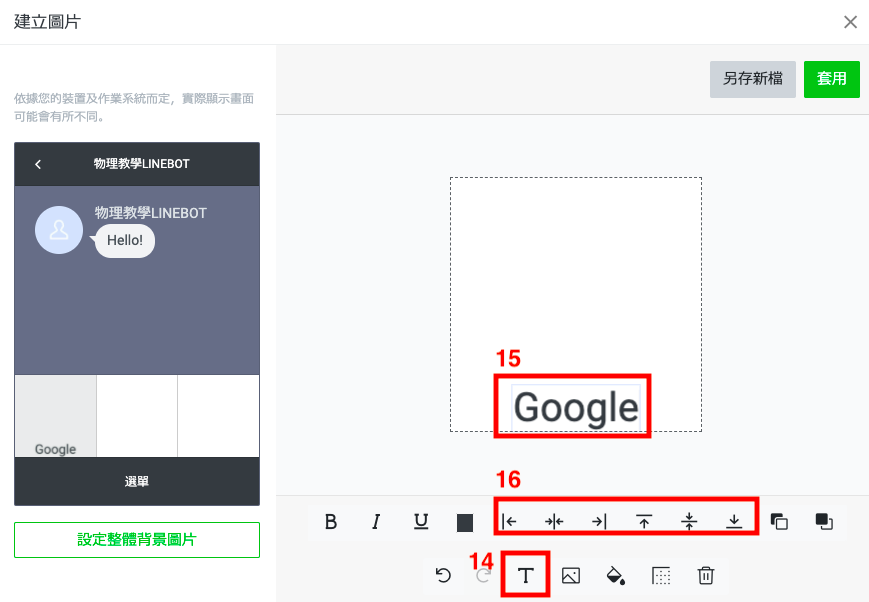 建立圖片
另存新檔
套用
依據您的裝置及作業系統而定，實際顯示畫面
可能會有所不同。
物理教學LINEBOT
物理教學LINEBOT
Hello!
Google
選單
設定整體背景圖片
15
Google
16
B I U
14
T